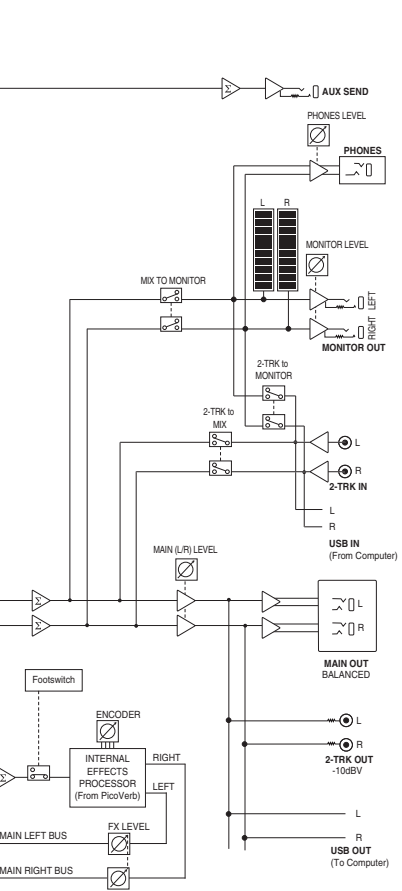 Σ
AUX SEND
PHONES LEVEL
PHONES
L R
MONITOR LEVEL
MIX TO MONITOR
LEFT
RIGHT
MONITOR OUT
2-TRK to
MONITOR
2-TRK to
MIX
L
R
2-TRK IN
L
R
USB IN
(From Computer)
MAIN (L/R) LEVEL
Σ
Σ
L
R
MAIN OUT
BALANCED
Footswitch
ENCODER
L
R
2-TRK OUT
-10dBV
INTERNAL
EFFECTS
PROCESSOR
(From PicoVerb)
RIGHT
LEFT
Σ
FX LEVEL
MAIN LEFT BUS
MAIN RIGHT BUS
L
R
USB OUT
(To Computer)